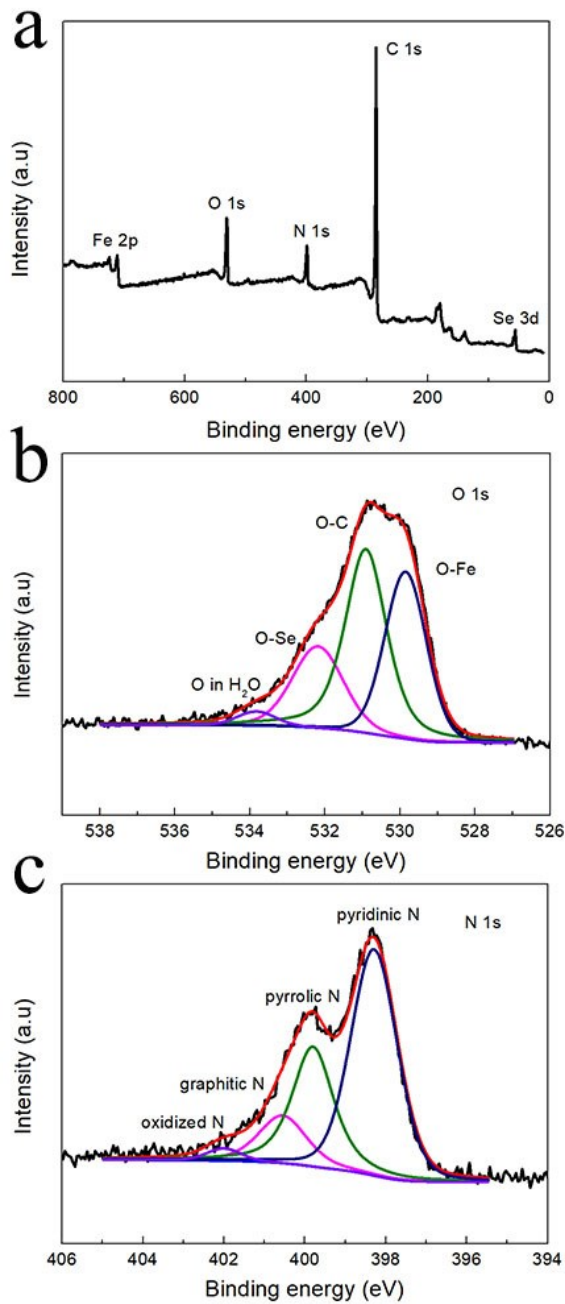 a
C 1s
O 1s
N 1s
Fe 2p
Se 3d
Intensity (a.u)
800 600 400 200 0
Binding energy (eV)
b
O 1s
O-C
O-Fe
O-Se
O in H₂O
Intensity (a.u)
538 536 534 532 530 528 526
Binding energy (eV)
c
pyridinic N
N 1s
pyrrolic N
graphitic N
oxidized N
Intensity (a.u)
406 404 402 400 398 396 394
Binding energy (eV)